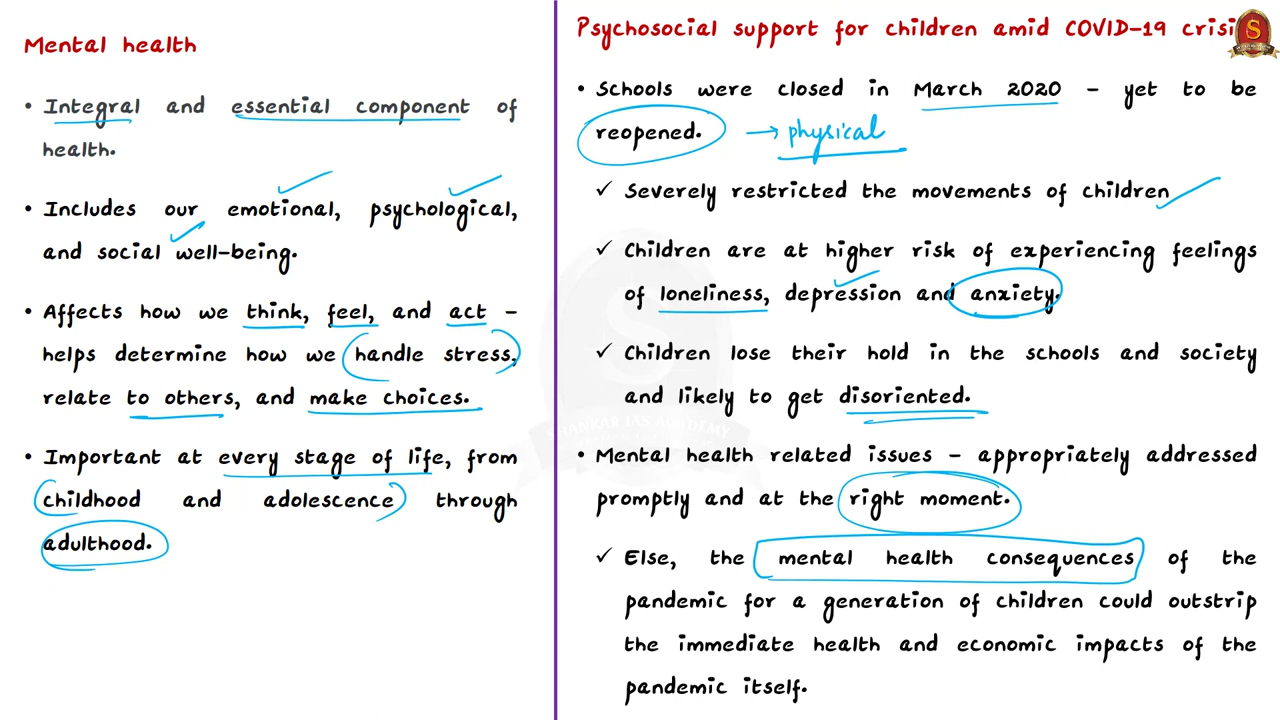 Mental health
• Integral and essential component of
health.
• Includes our emotional, psychological,
and social well-being.
• Affects how we think, feel, and act –
helps determine how we handle stress,
relate to others, and make choices.
• Important at every stage of life, from
childhood and adolescence through
adulthood.
Psychosocial support for children amid COVID-19 crisi
• Schools were closed in March 2020 – yet to be
reopened. → physical
✓ Severely restricted the movements of children
✓ Children are at higher risk of experiencing feelings
of loneliness, depression and anxiety.
✓ Children lose their hold in the schools and society
and likely to get disoriented.
• Mental health related issues – appropriately addressed
promptly and at the right moment.
✓ Else, the mental health consequences of the
pandemic for a generation of children could outstrip
the immediate health and economic impacts of the
pandemic itself.
S
SHANKAR IAS ACADEMY